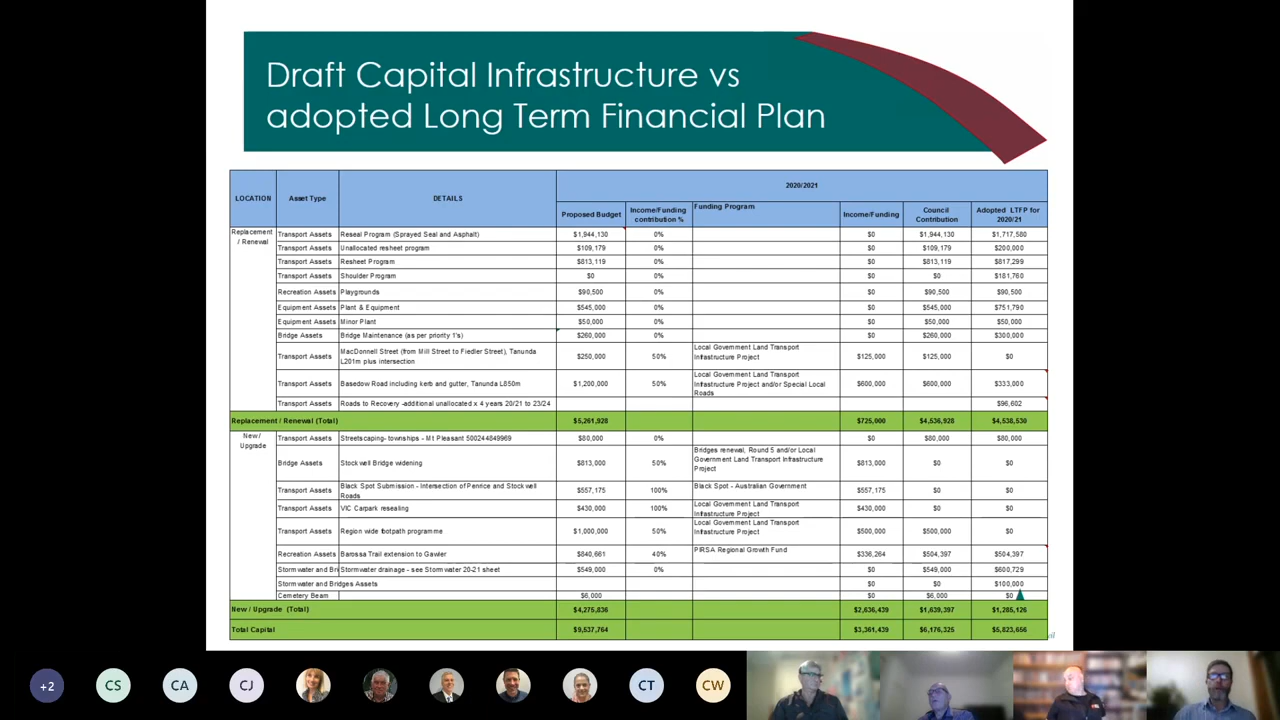 Draft Capital Infrastructure vs
adopted Long Term Financial Plan
LOCATION Asset Type DETAILS 2020/2021
Proposed Budget Income/Funding contribution % Funding Program Income/Funding Council Contribution Adopted LTFP for 2020/21
Replacement / Renewal Transport Assets Reseal Program (Sprayed Seal and Asphalt) $1,944,130 0% $0 $1,944,130 $1,717,580
Transport Assets Unallocated resheet program $109,179 0% $0 $109,179 $200,000
Transport Assets Resheet Program $813,119 0% $0 $813,119 $817,299
Transport Assets Shoulder Program $0 0% $0 $0 $181,760
Recreation Assets Playgrounds $90,500 0% $0 $90,500 $90,500
Equipment Assets Plant & Equipment $545,000 0% $0 $545,000 $751,790
Equipment Assets Minor Plant $50,000 0% $0 $50,000 $50,000
Bridge Assets Bridge Maintenance (as per priority 1's) $260,000 0% $0 $260,000 $300,000
Transport Assets MacDonnell Street (from Mill Street to Fiedler Street), Tanunda L201m plus intersection $250,000 50% Local Government Land Transport Infrastructure Project $125,000 $125,000 $0
Transport Assets Basedow Road including kerb and gutter, Tanunda L850m $1,200,000 50% Local Government Land Transport Infrastructure Project and/or Special Local Roads $600,000 $600,000 $333,000
Transport Assets Roads to Recovery -additional unallocated x 4 years 20/21 to 23/24 $96,602
Replacement / Renewal (Total) $5,261,928 $725,000 $4,536,928 $4,538,530
New / Upgrade Transport Assets Streetscaping- townships - Mt Pleasant 500244849969 $80,000 0% $0 $80,000 $80,000
Bridge Assets Stockwell Bridge widening $813,000 50% Bridges renewal, Round 5 and/or Local Government Land Transport Infrastructure Project $813,000 $0 $0
Transport Assets Black Spot Submission - Intersection of Penrice and Stockwell Roads $557,175 100% Black Spot - Australian Government $557,175 $0 $0
Transport Assets VIC Carpark resealing $430,000 100% Local Government Land Transport Infrastructure Project $430,000 $0 $0
Transport Assets Region wide footpath programme $1,000,000 50% Local Government Land Transport Infrastructure Project $500,000 $500,000 $0
Recreation Assets Barossa Trail extension to Gawler $840,661 40% PIRSA Regional Growth Fund $336,264 $504,397 $504,397
Stormwater and Bri Stormwater drainage - see Stormwater 20-21 sheet $549,000 0% $0 $549,000 $600,729
Stormwater and Bridges Assets $0 $0 $100,000
Cemetery Beam $6,000 $0 $6,000 $0
New / Upgrade (Total) $4,275,836 $2,636,439 $1,639,397 $1,285,126
Total Capital $9,537,764 $3,361,439 $6,176,325 $5,823,656
+2 CS CA CJ CT CW